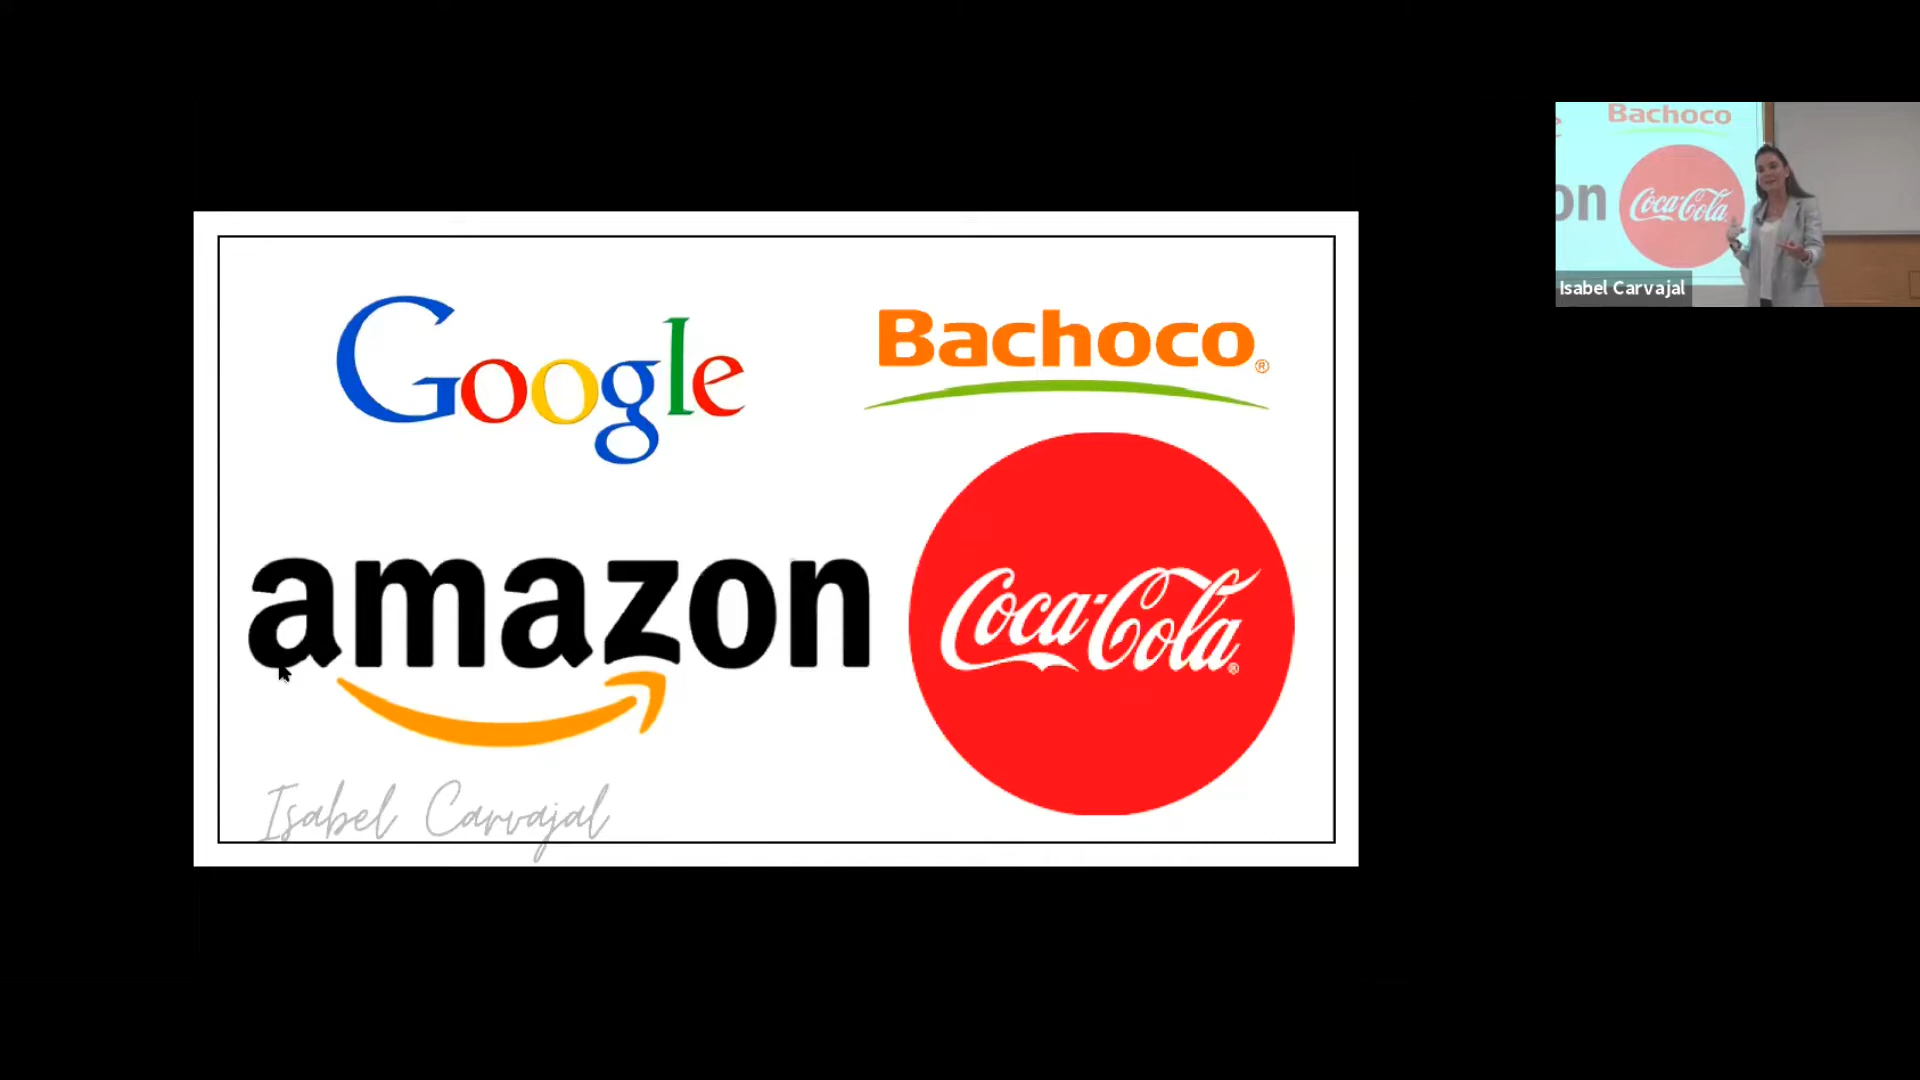 Google
Bachoco®
amazon
Coca-Cola®
Isabel Carvajal
Bachoco
on
Coca-Cola
Isabel Carvajal